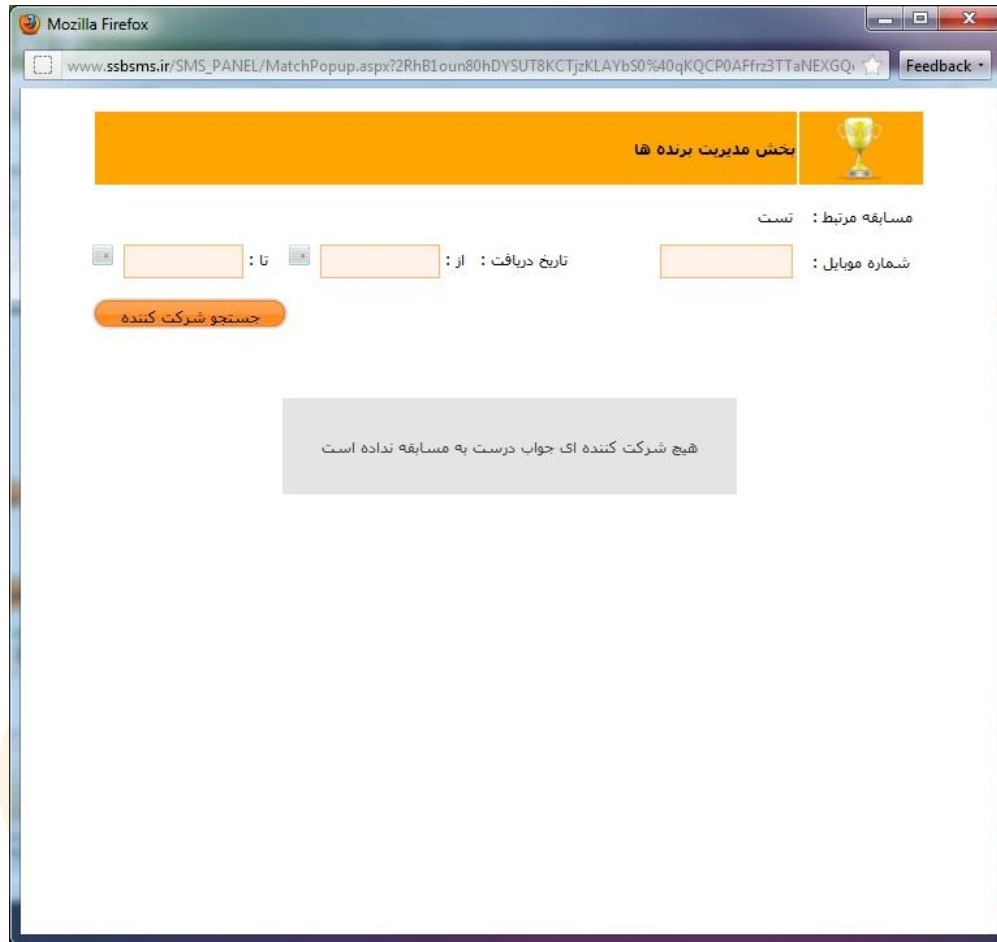 Mozilla Firefox
www.ssbsms.ir/SMS_PANEL/MatchPopup.aspx?2RhB1oun80hDYSUT8KCTjzKLAYbS0%40qKQCP0AFfrz3TTaNEXGQ
Feedback
بخش مدیریت برنده ها
مسابقه مرتبط : تست
شماره موبایل : تاریخ دریافت : از : تا :
جستجو شرکت کننده
هیچ شرکت کننده ای جواب درست به مسابقه نداده است